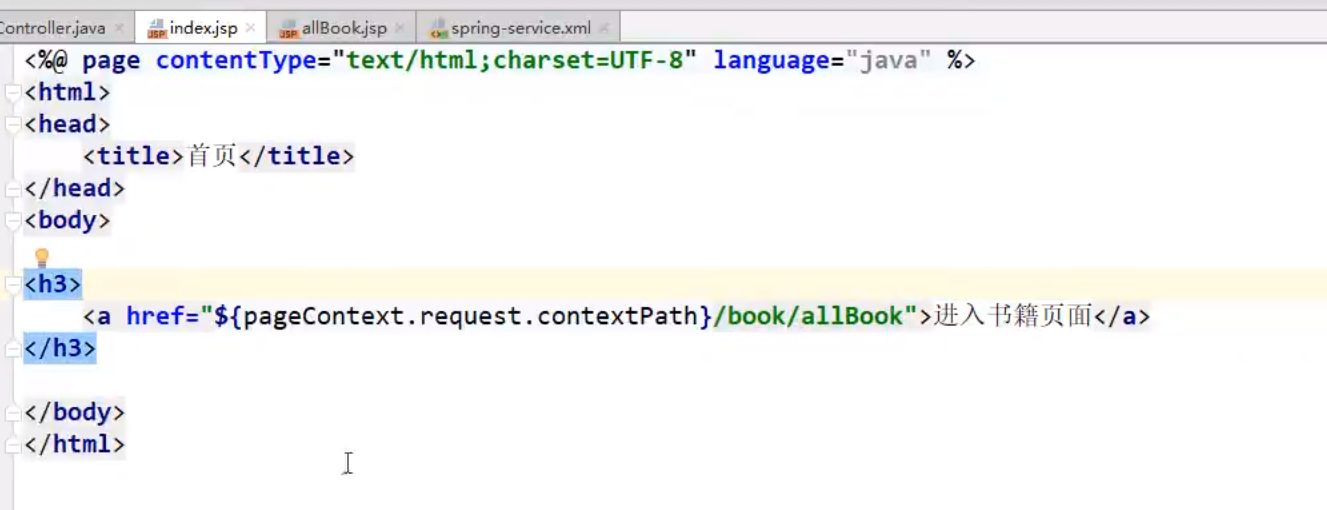 Controller.java index.jsp allBook.jsp spring-service.xml
<%@ page contentType="text/html;charset=UTF-8" language="java" %>
<html>
<head>
    <title>首页</title>
</head>
<body>
<h3>
    <a href="${pageContext.request.contextPath}/book/allBook">进入书籍页面</a>
</h3>
</body>
</html>